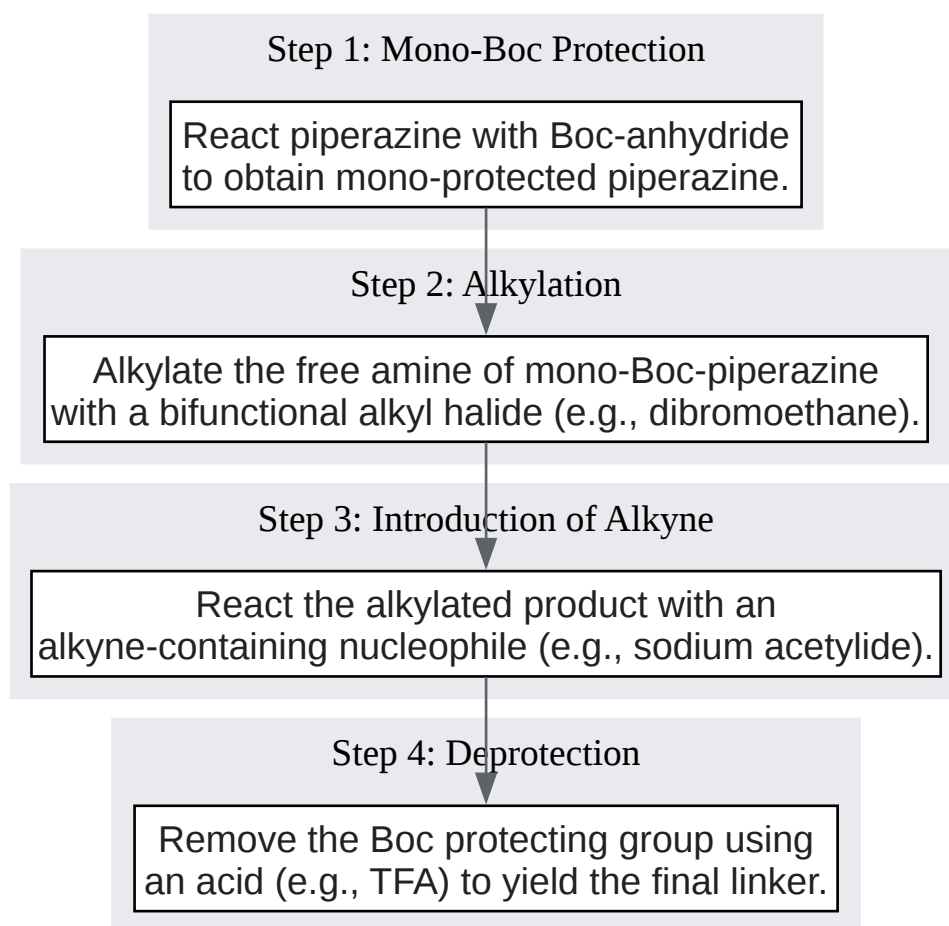 Step 1: Mono-Boc Protection
React piperazine with Boc-anhydride
to obtain mono-protected piperazine.
Step 2: Alkylation
Alkylate the free amine of mono-Boc-piperazine
with a bifunctional alkyl halide (e.g., dibromoethane).
Step 3: Introduction of Alkyne
React the alkylated product with an
alkyne-containing nucleophile (e.g., sodium acetylide).
Step 4: Deprotection
Remove the Boc protecting group using
an acid (e.g., TFA) to yield the final linker.